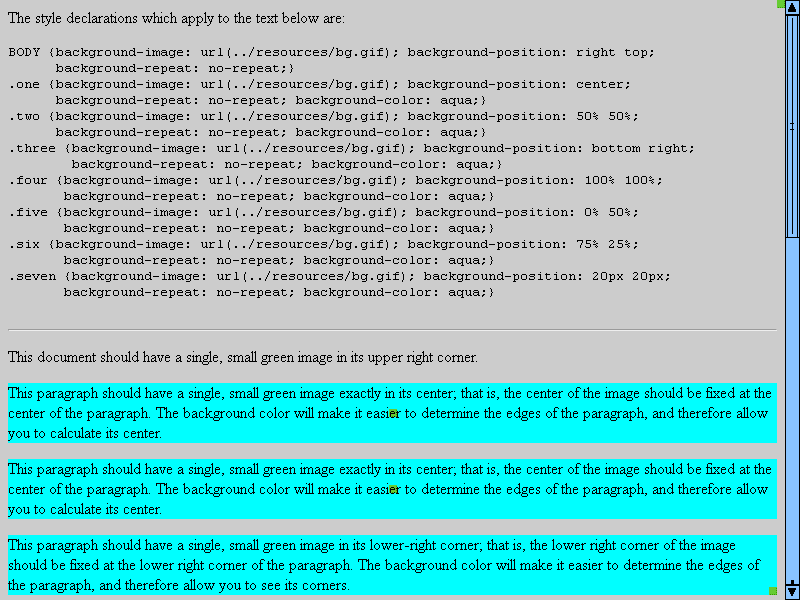 The style declarations which apply to the text below are:
BODY {background-image: url(../resources/bg.gif); background-position: right top;
background-repeat: no-repeat;}
.one {background-image: url(../resources/bg.gif); background-position: center;
background-repeat: no-repeat; background-color: aqua;}
.two {background-image: url(../resources/bg.gif); background-position: 50% 50%;
background-repeat: no-repeat; background-color: aqua;}
.three {background-image: url(../resources/bg.gif); background-position: bottom right;
background-repeat: no-repeat; background-color: aqua;}
.four {background-image: url(../resources/bg.gif); background-position: 100% 100%;
background-repeat: no-repeat; background-color: aqua;}
.five {background-image: url(../resources/bg.gif); background-position: 0% 50%;
background-repeat: no-repeat; background-color: aqua;}
.six {background-image: url(../resources/bg.gif); background-position: 75% 25%;
background-repeat: no-repeat; background-color: aqua;}
.seven {background-image: url(../resources/bg.gif); background-position: 20px 20px;
background-repeat: no-repeat; background-color: aqua;}
This document should have a single, small green image in its upper right corner.
This paragraph should have a single, small green image exactly in its center; that is, the center of the image should be fixed at the
center of the paragraph. The background color will make it easier to determine the edges of the paragraph, and therefore allow
you to calculate its center.
This paragraph should have a single, small green image exactly in its center; that is, the center of the image should be fixed at the
center of the paragraph. The background color will make it easier to determine the edges of the paragraph, and therefore allow
you to calculate its center.
This paragraph should have a single, small green image in its lower-right corner; that is, the lower right corner of the image
should be fixed at the lower right corner of the paragraph. The background color will make it easier to determine the edges of
the paragraph, and therefore allow you to see its corners.